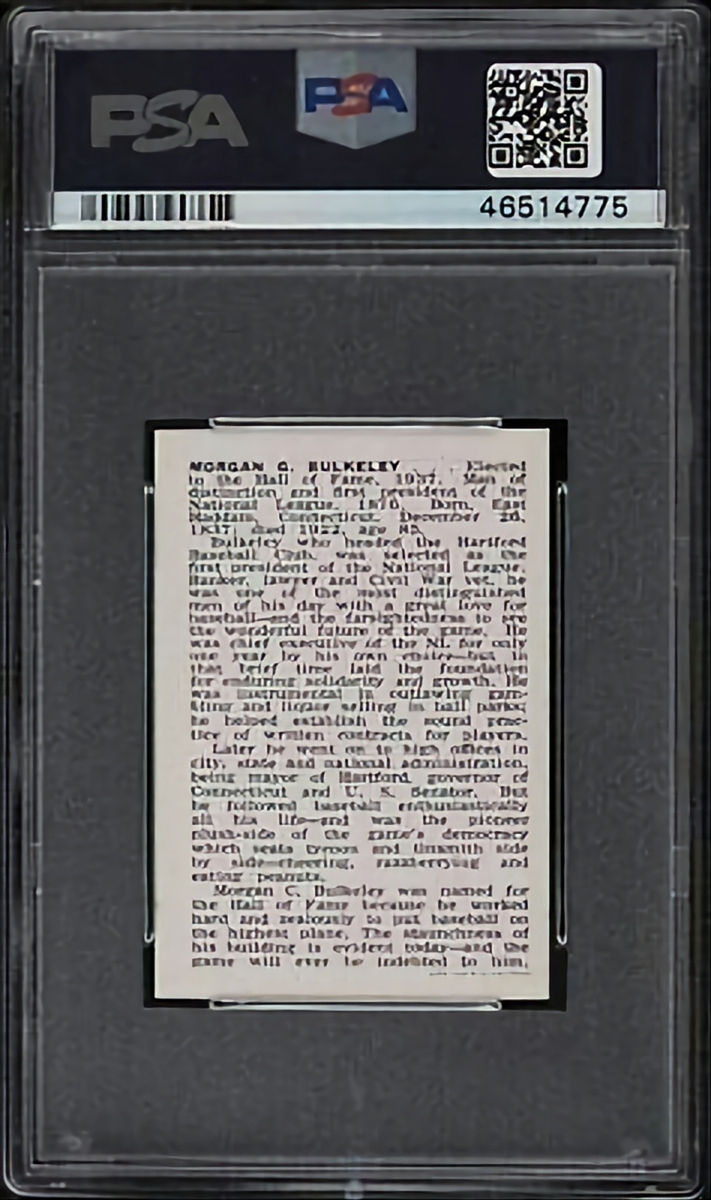 PSA
PSA
46514775
MORGAN G. BULKELEY . . . . Elected
to the Hall of Fame, 1937. Man of
distinction and first president of the
National League, 1876. Born, East
Haddam, Connecticut, December 26,
1837; died 1922, age 85.
Bulkeley who headed the Hartford
Baseball Club, was selected as the
first president of the National League.
Banker, lawyer and Civil War vet, he
was one of the most distinguished
men of his day with a great love for
baseball—and the farsightedness to see
the wonderful future of the game. He
was chief executive of the NL for only
one year by his own choice—but in
that brief time laid the foundation
for enduring solidarity and growth. He
was instrumental in outlawing gam-
bling and liquor selling in ball parks;
he helped establish the sound prac-
tice of written contracts for players.
Later he went on to high offices in
city, state and national administration,
being mayor of Hartford, governor of
Connecticut and U. S. Senator. But
he followed baseball enthusiastically
all his life—and was the pioneer
plush-side of the game's democracy
which seats tycoon and tinsmith side
by side—cheering, razzberrying and
eating peanuts.
Morgan C. Bulkeley was named for
the Hall of Fame because he worked
hard and zealously to put baseball on
the highest plane. The staunchness of
his building is evident today—and the
game will ever be indebted to him.